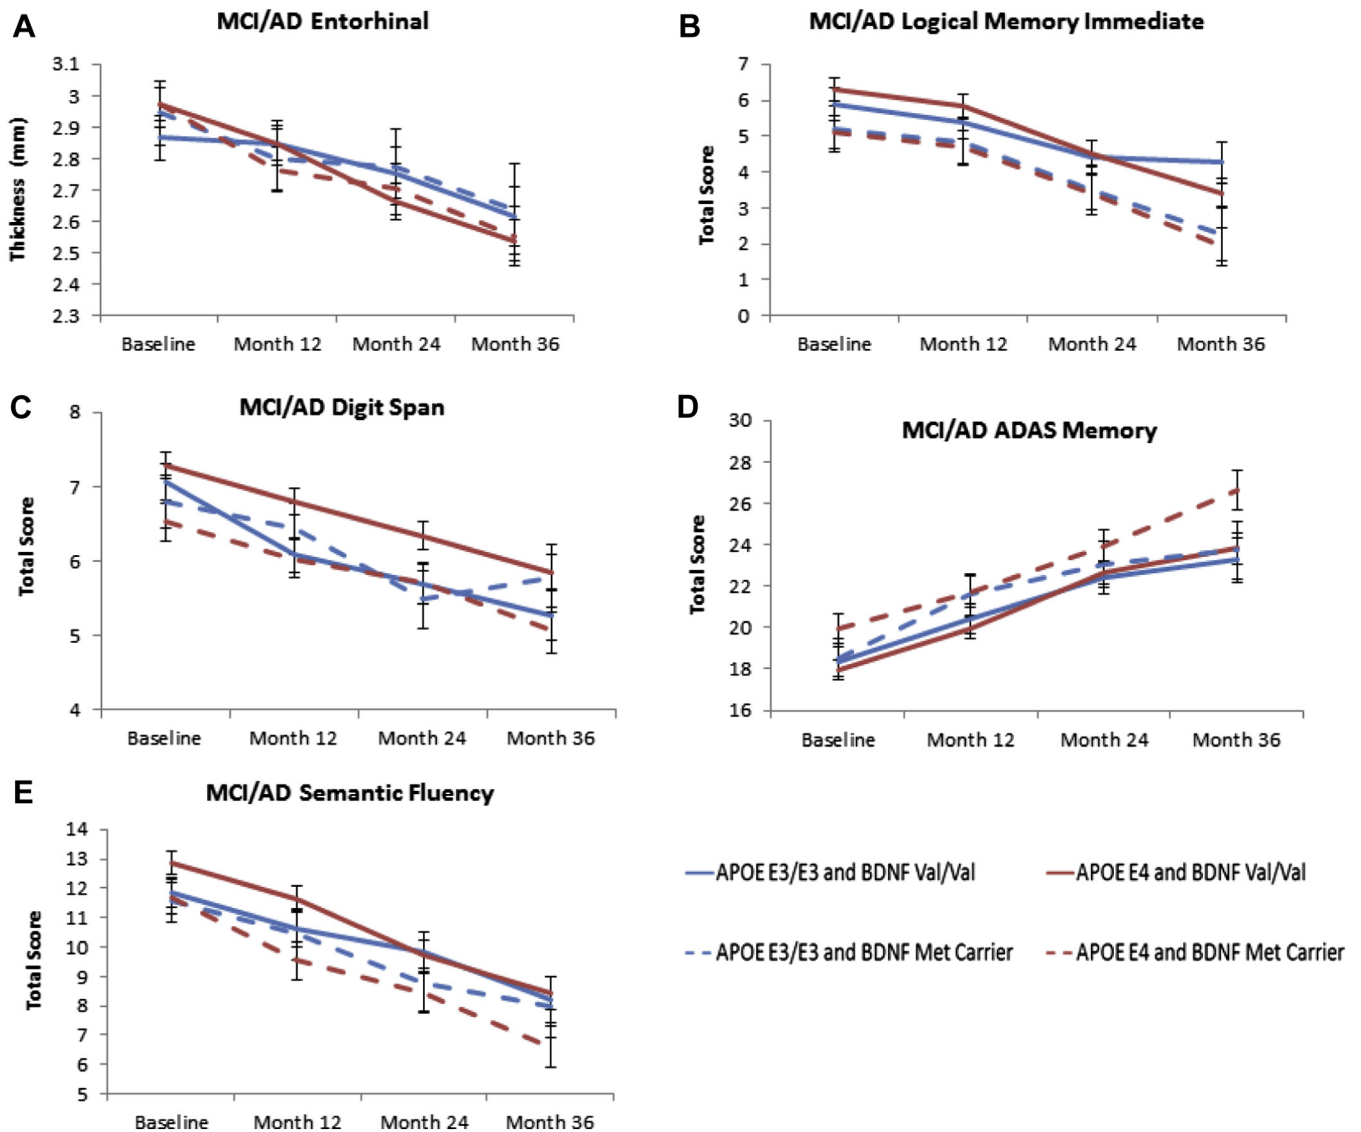 A
MCI/AD Entorhinal
Thickness (mm)
3.1
3
2.9
2.8
2.7
2.6
2.5
2.4
2.3
Baseline Month 12 Month 24 Month 36
B
MCI/AD Logical Memory Immediate
Total Score
7
6
5
4
3
2
1
0
Baseline Month 12 Month 24 Month 36
C
MCI/AD Digit Span
Total Score
8
7
6
5
4
Baseline Month 12 Month 24 Month 36
D
MCI/AD ADAS Memory
Total Score
30
28
26
24
22
20
18
16
Baseline Month 12 Month 24 Month 36
E
MCI/AD Semantic Fluency
Total Score
14
13
12
11
10
9
8
7
6
5
Baseline Month 12 Month 24 Month 36
APOE E3/E3 and BDNF Val/Val
APOE E4 and BDNF Val/Val
APOE E3/E3 and BDNF Met Carrier
APOE E4 and BDNF Met Carrier